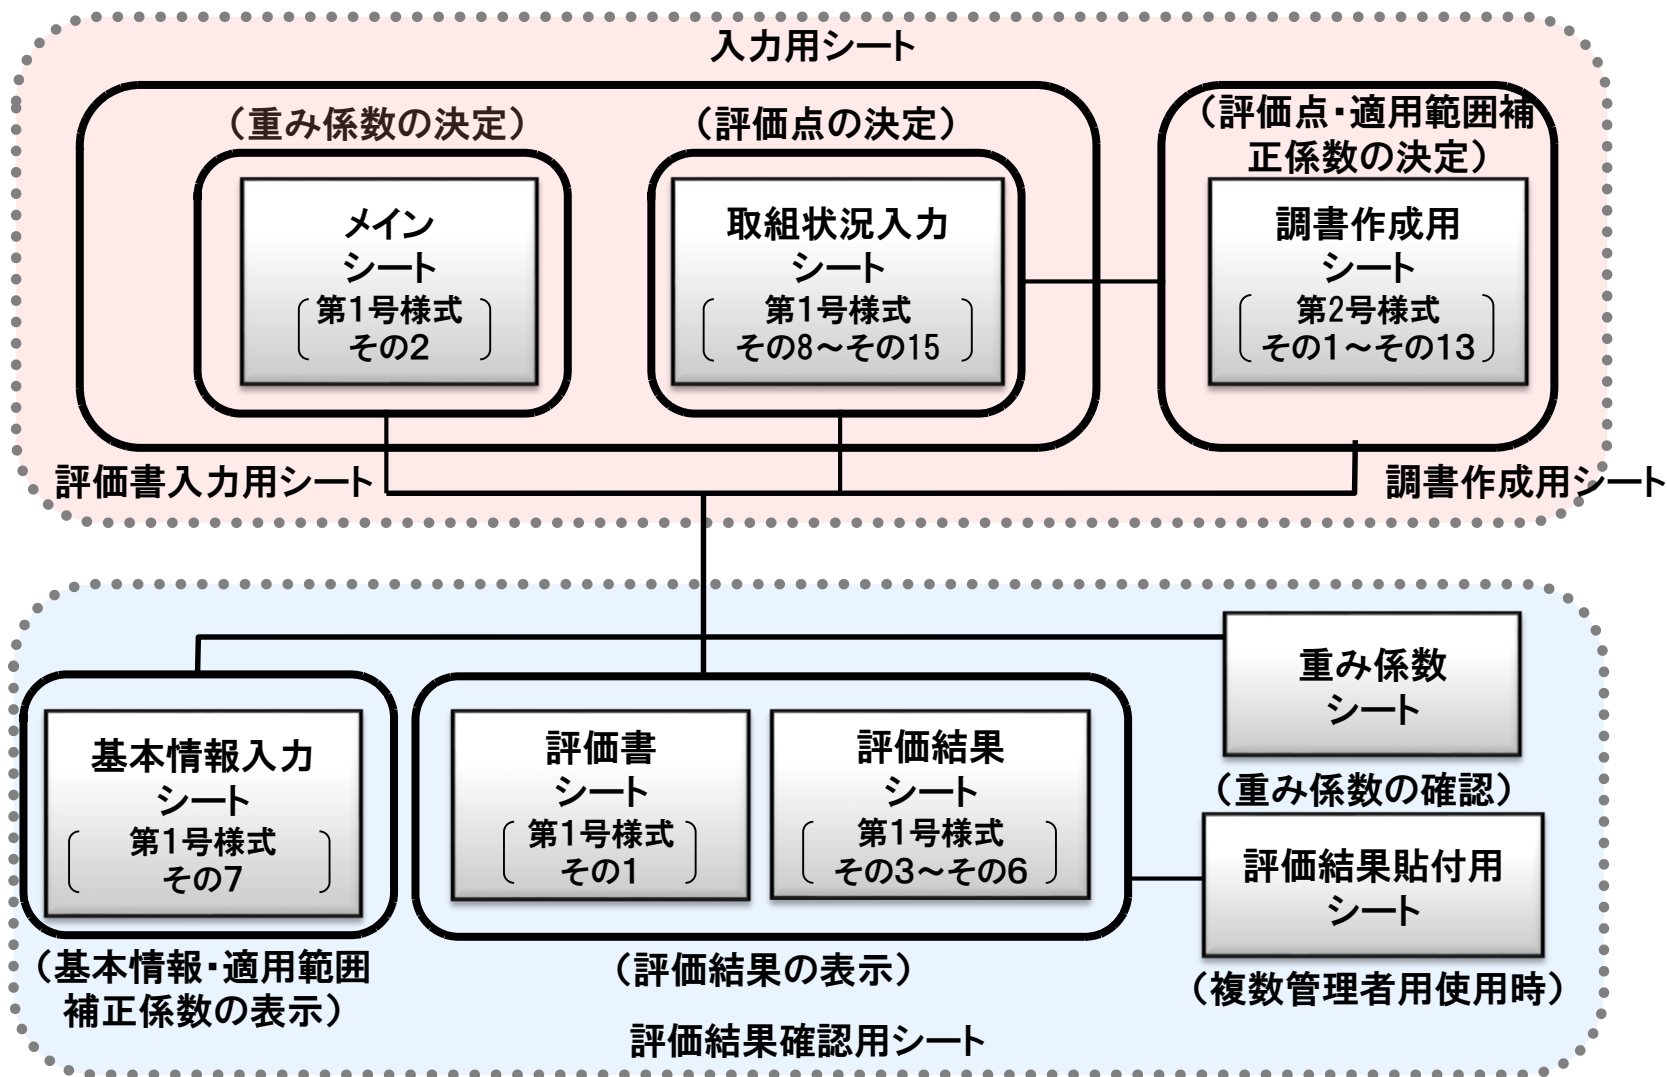 入力用シート
（重み係数の決定）
メイン
シート
第1号様式
その2
（評価点の決定）
取組状況入力
シート
第1号様式
その8～その15
（評価点・適用範囲補
正係数の決定）
調書作成用
シート
第2号様式
その1～その13
評価書入力用シート
調書作成用シート
基本情報入力
シート
第1号様式
その7
（基本情報・適用範囲
補正係数の表示）
評価書
シート
第1号様式
その1
評価結果
シート
第1号様式
その3～その6
（評価結果の表示）
重み係数
シート
（重み係数の確認）
評価結果貼付用
シート
（複数管理者用使用時）
評価結果確認用シート